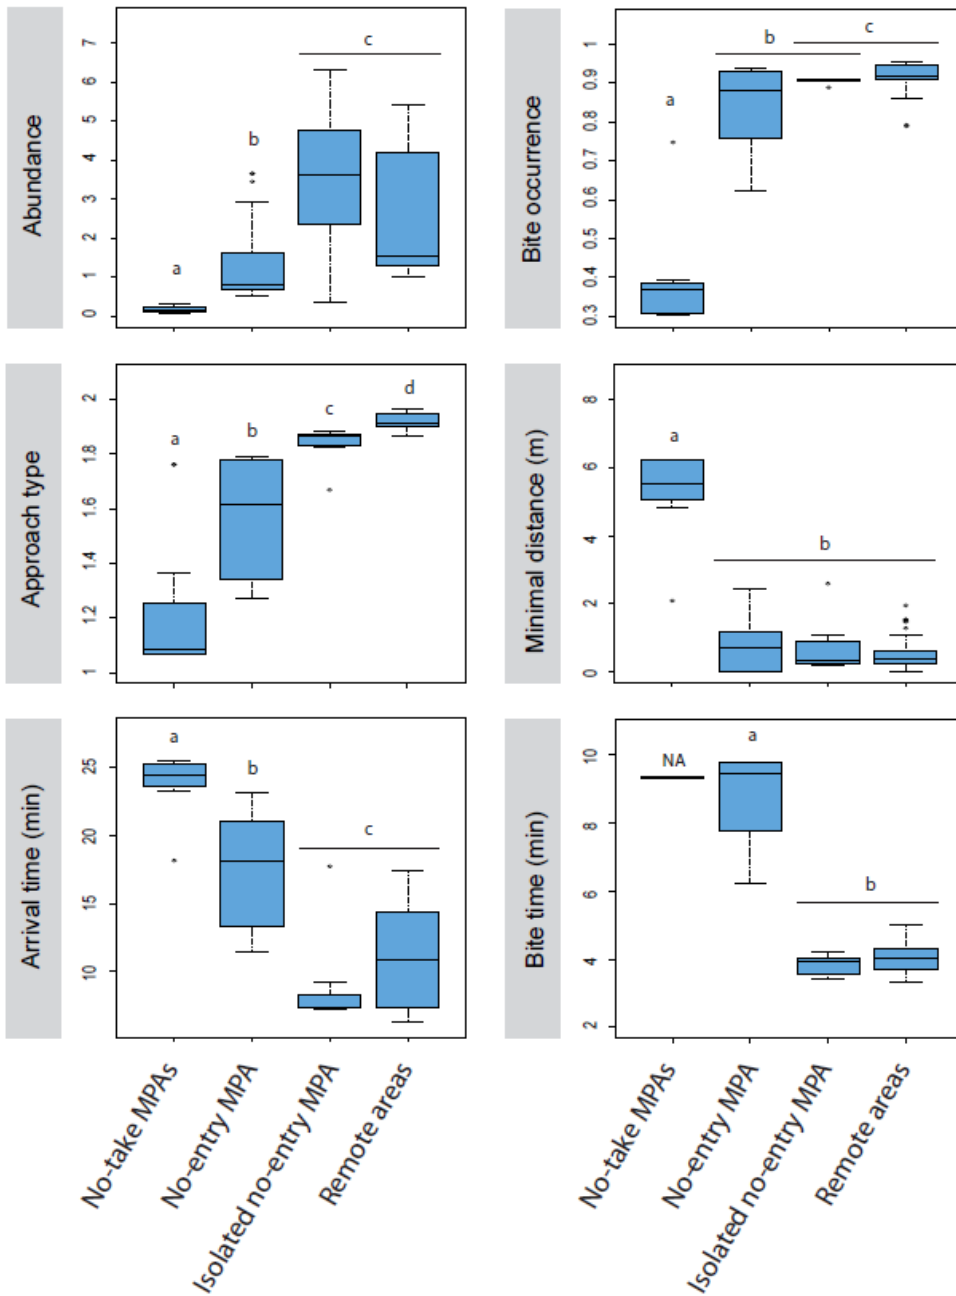 Abundance
7
6
5
4
3
2
1
0
a
b
c
Bite occurrence
1
0.9
0.8
0.7
0.6
0.5
0.4
0.3
a
b
c
Approach type
2
1.8
1.6
1.4
1.2
1
a
b
c
d
Minimal distance (m)
8
6
4
2
0
a
b
Arrival time (min)
25
20
15
10
a
b
c
Bite time (min)
10
8
6
4
2
NA
a
b
No-take MPAs
No-entry MPA
Isolated no-entry MPA
Remote areas
No-take MPAs
No-entry MPA
Isolated no-entry MPA
Remote areas